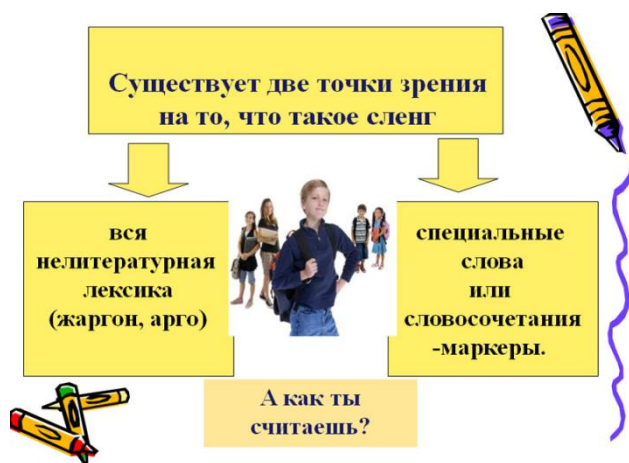 Существует две точки зрения
на то, что такое сленг
вся
нелитературная
лексика
(жаргон, арго)
специальные
слова
или
словосочетания
-маркеры.
А как ты
считаешь?